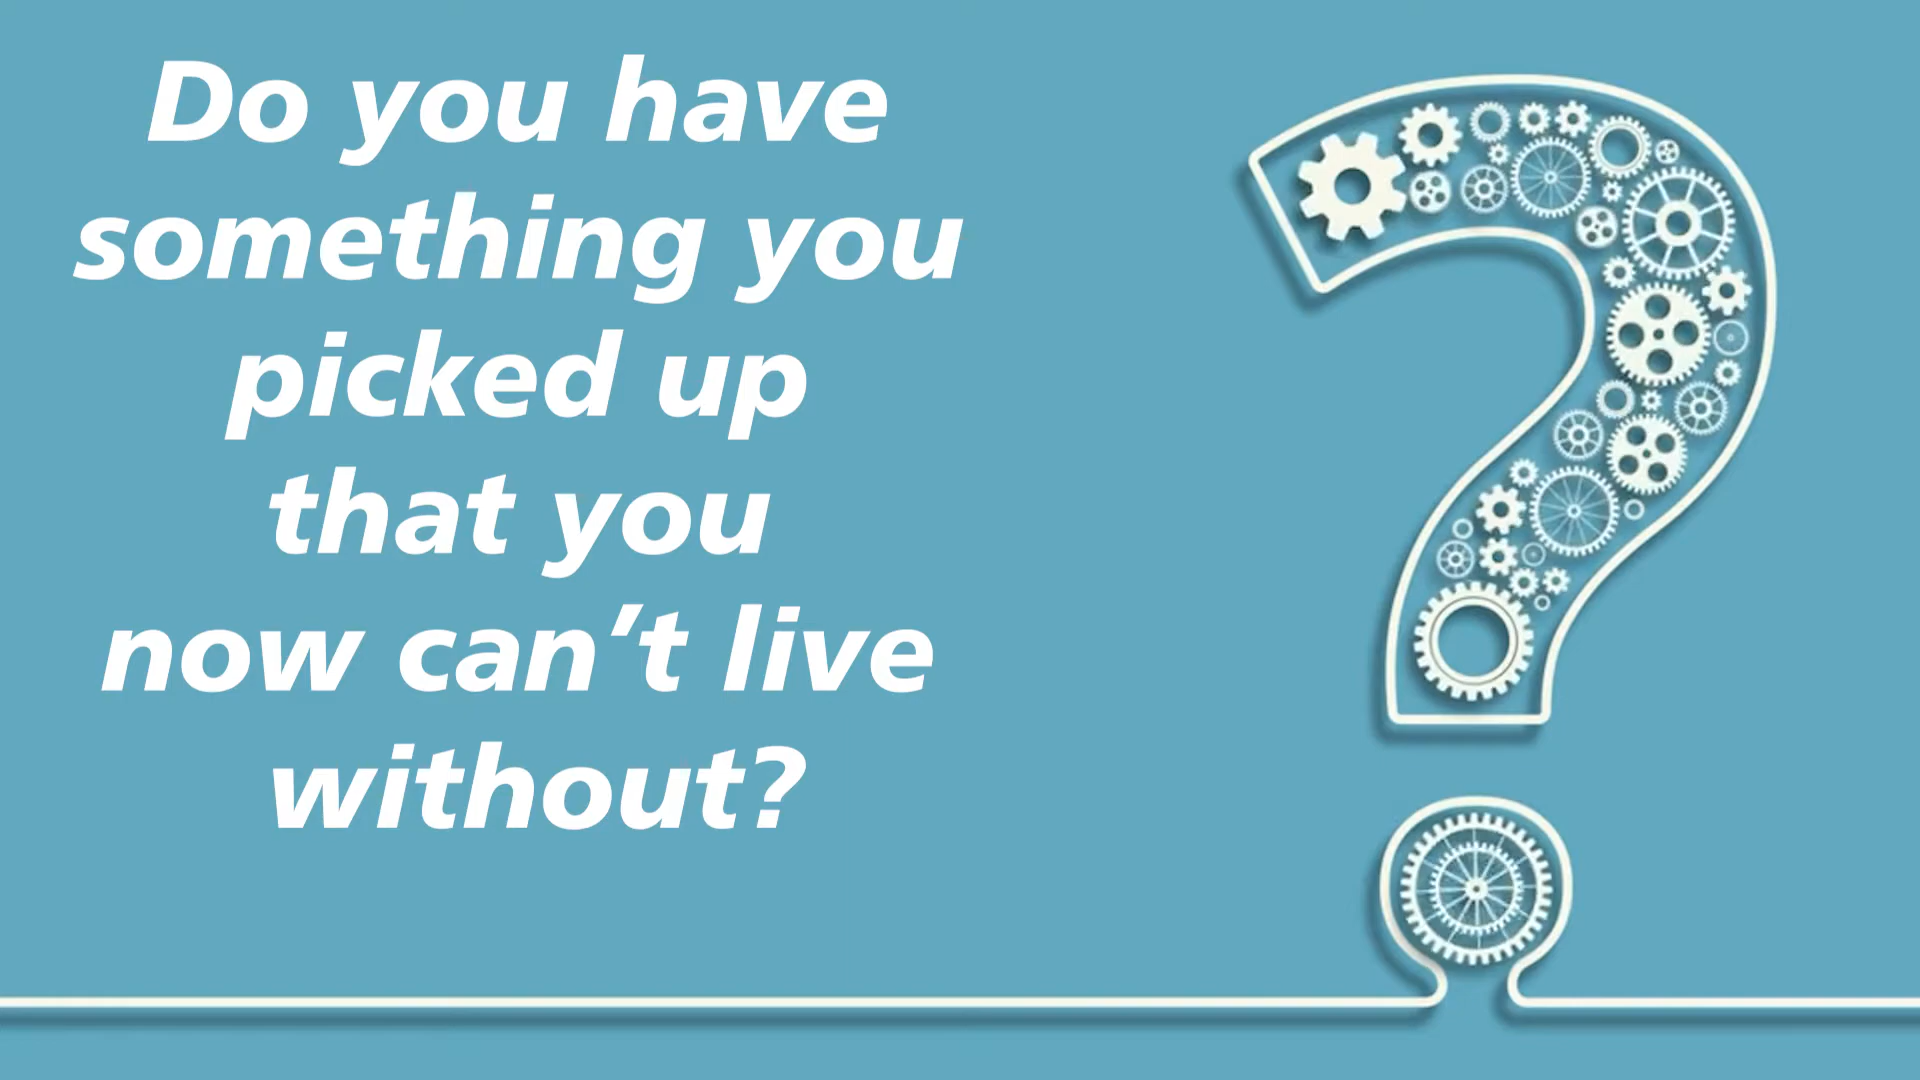 Do you have
something you
picked up
that you
now can’t live
without?